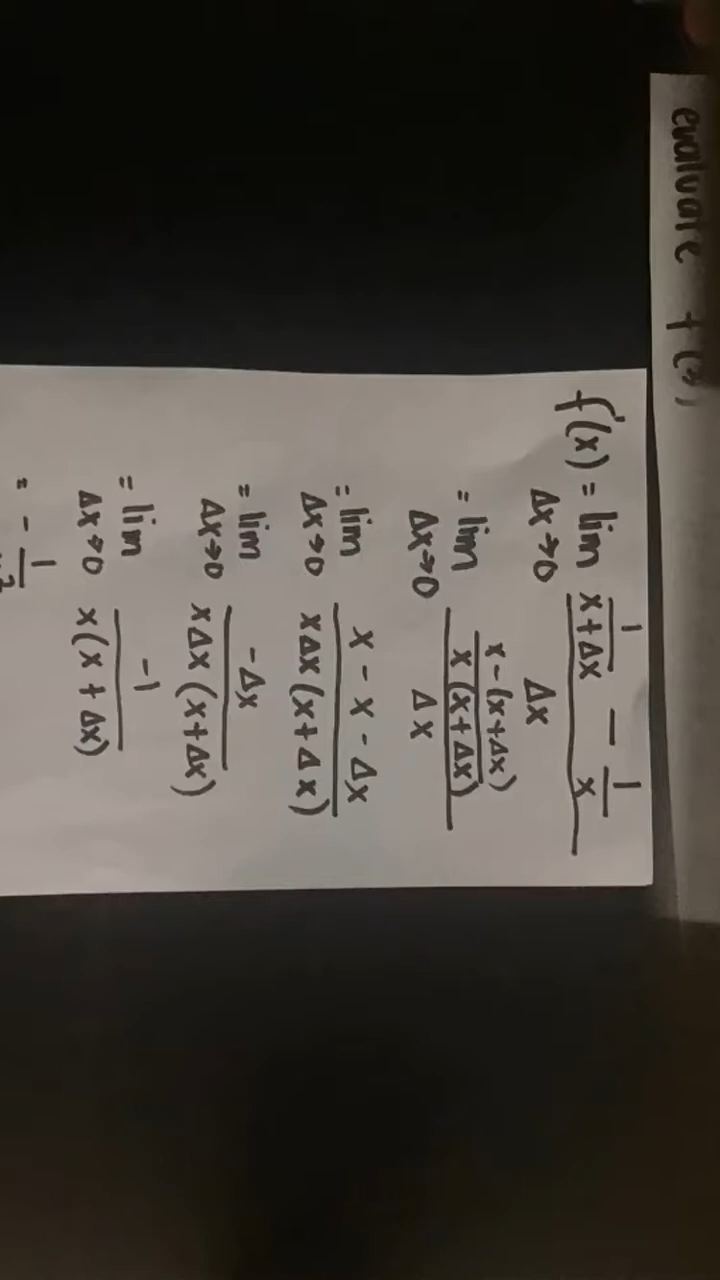 evaluate f(x)
f'(x) = lim Δx→0 (1/(x+Δx) - 1/x)/Δx
= lim Δx→0 ((x-(x+Δx))/(x(x+Δx)))/Δx
= lim Δx→0 (x-x-Δx)/(xΔx(x+Δx))
= lim Δx→0 -Δx/(xΔx(x+Δx))
= lim Δx→0 -1/(x(x+Δx))
= - 1